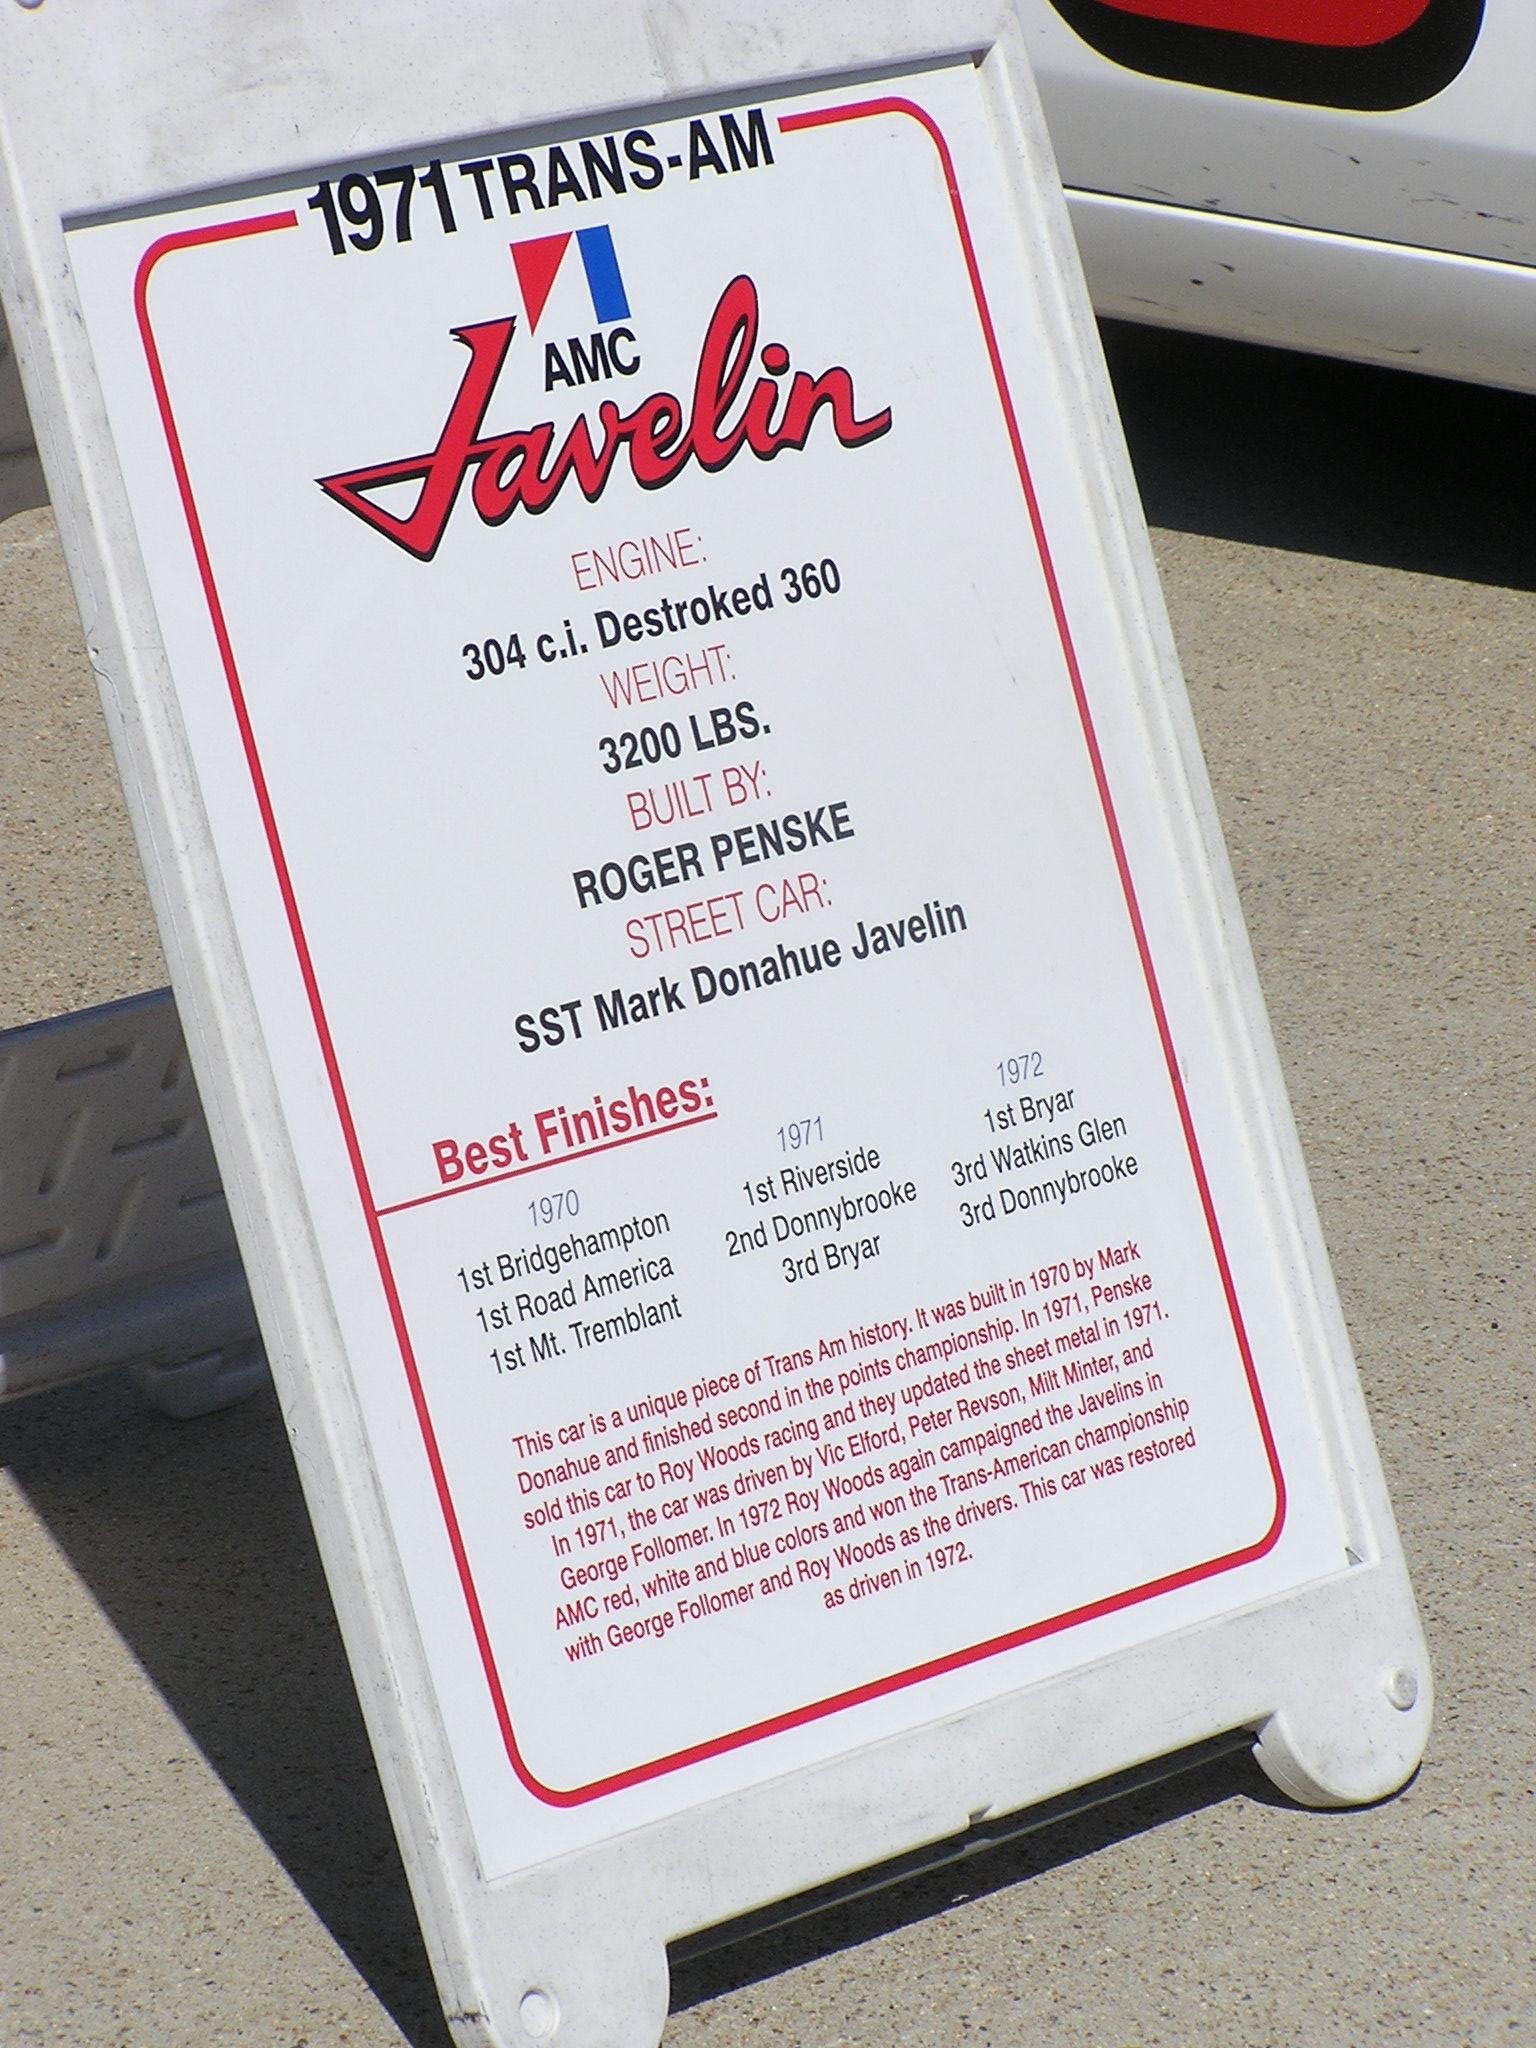 1971 TRANS-AM
AMC
Javelin
ENGINE:
304 c.i. Destroked 360
WEIGHT:
3200 LBS.
BUILT BY:
ROGER PENSKE
STREET CAR:
SST Mark Donahue Javelin
Best Finishes:
1970
1st Bridgehampton
1st Road America
1st Mt. Tremblant
1971
1st Riverside
2nd Donnybrooke
3rd Bryar
1972
1st Bryar
3rd Watkins Glen
3rd Donnybrooke
This car is a unique piece of Trans Am history. It was built in 1970 by Mark
Donahue and finished second in the points championship. In 1971, Penske
sold this car to Roy Woods racing and they updated the sheet metal in 1971.
In 1971, the car was driven by Vic Elford, Peter Revson, Milt Minter, and
George Follomer. In 1972 Roy Woods again campaigned the Javelins in
AMC red, white and blue colors and won the Trans-American championship
with George Follomer and Roy Woods as the drivers. This car was restored
as driven in 1972.